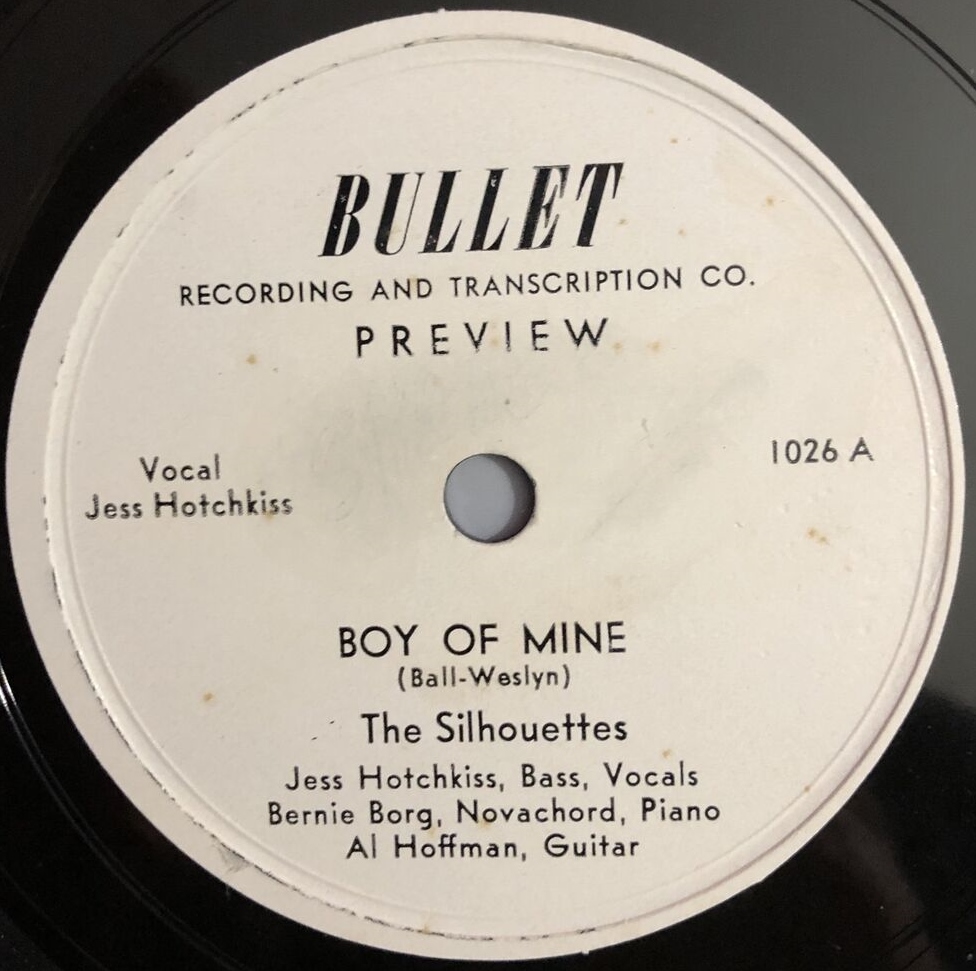 BULLET
RECORDING AND TRANSCRIPTION CO.
PREVIEW
Vocal
Jess Hotchkiss
1026 A
BOY OF MINE
(Ball-Weslyn)
The Silhouettes
Jess Hotchkiss, Bass, Vocals
Bernie Borg, Novachord, Piano
Al Hoffman, Guitar